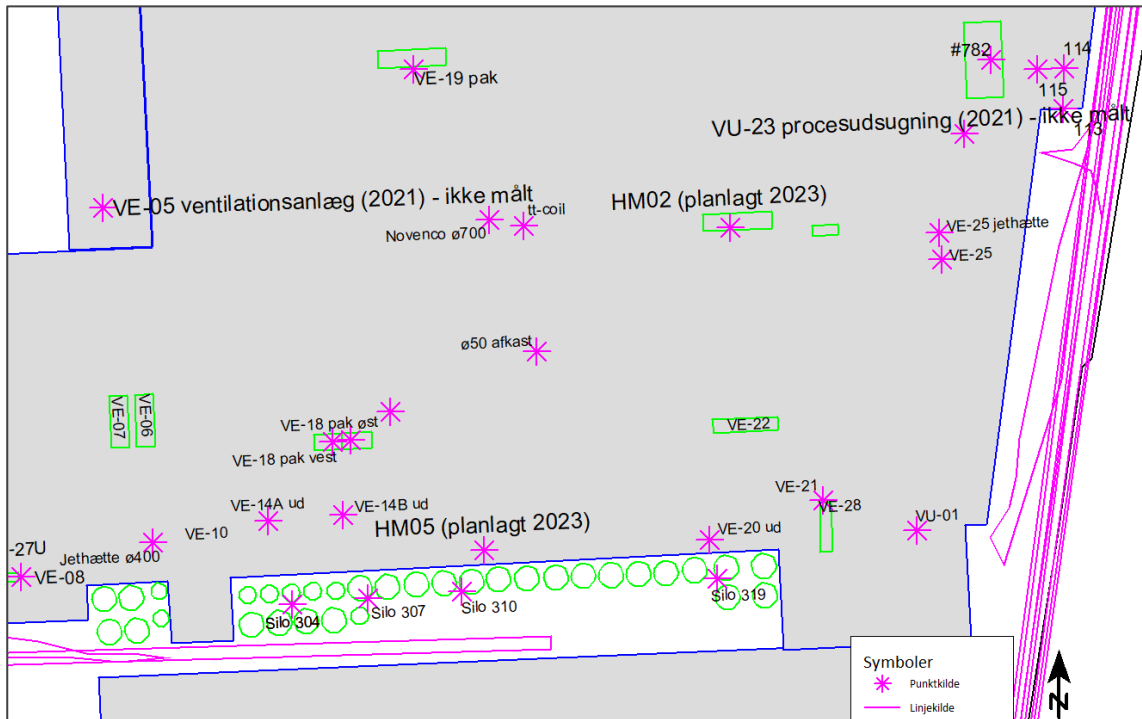 #782
114
VE-19 pak
115
VU-23 procesudsugning (2021) - ikke målt
113
VE-05 ventilationsanlæg (2021) - ikke målt
HM02 (planlagt 2023)
tt-coil
Novenco ø700
VE-25 jethætte
VE-25
ø50 afkast
VE-07
VE-06
VE-18 pak øst
VE-22
VE-18 pak vest
VE-21
VE-28
VE-14A ud
VE-14B ud
VE-10
HM05 (planlagt 2023)
VE-20 ud
VU-01
-27U
Jethætte ø400
VE-08
Silo 304
Silo 307
Silo 310
Silo 319
Symboler
Punktkilde
Linjekilde
N